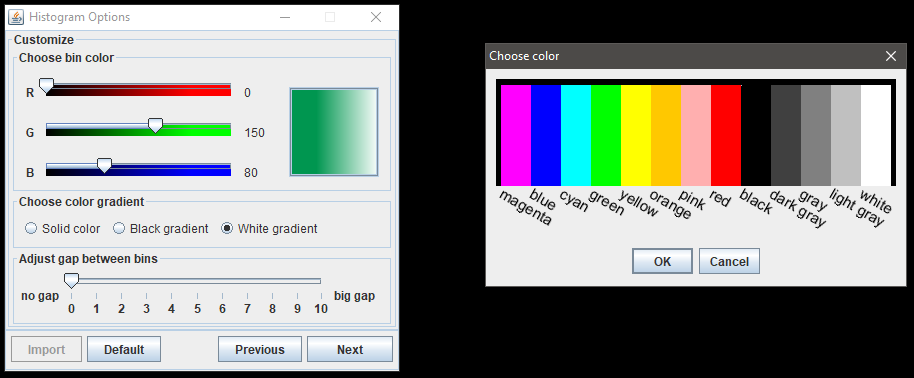 Histogram Options
Customize
Choose bin color
R 0
G 150
B 80
Choose color gradient
Solid color Black gradient White gradient
Adjust gap between bins
no gap big gap
0 1 2 3 4 5 6 7 8 9 10
Import Default Previous Next
Choose color
magenta blue cyan green yellow orange pink red black dark gray gray light gray white
OK Cancel